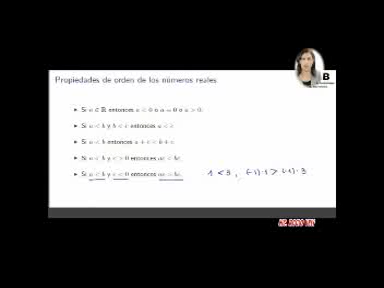 Propiedades de orden de los números reales
B
▸ Si a ∈ ℝ entonces a < 0 o a = 0 o a > 0.
▸ Si a < b y b < c entonces a < c
▸ Si a < b entonces a + c < b + c
▸ Si a < b y c > 0 entonces ac < bc.
▸ Si a < b y c < 0 entonces ac > bc.
1 < 3 , (-1)·1 > (-1)·3